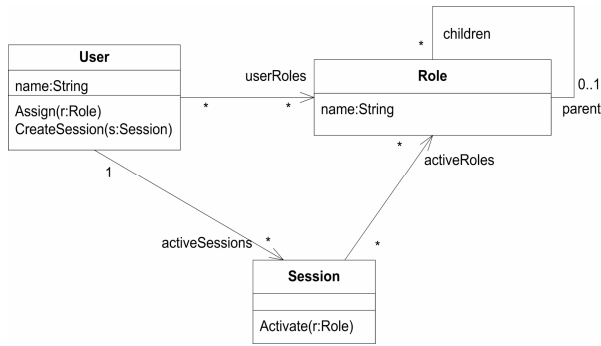 children
*
User
Role
name:String
userRoles
0..1
*
*
name:String
parent
Assign(r:Role)
CreateSession(s:Session)
*
activeRoles
1
activeSessions
*
*
Session
Activate(r:Role)